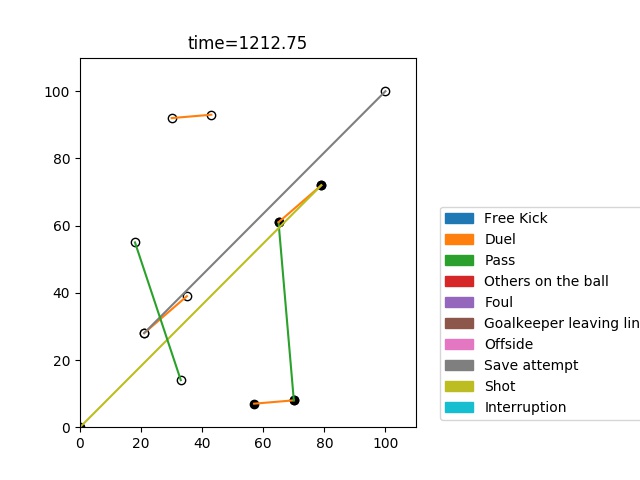 time=1212.75
100
80
60
40
20
0
0 20 40 60 80 100
Free Kick
Duel
Pass
Others on the ball
Foul
Goalkeeper leaving lin
Offside
Save attempt
Shot
Interruption